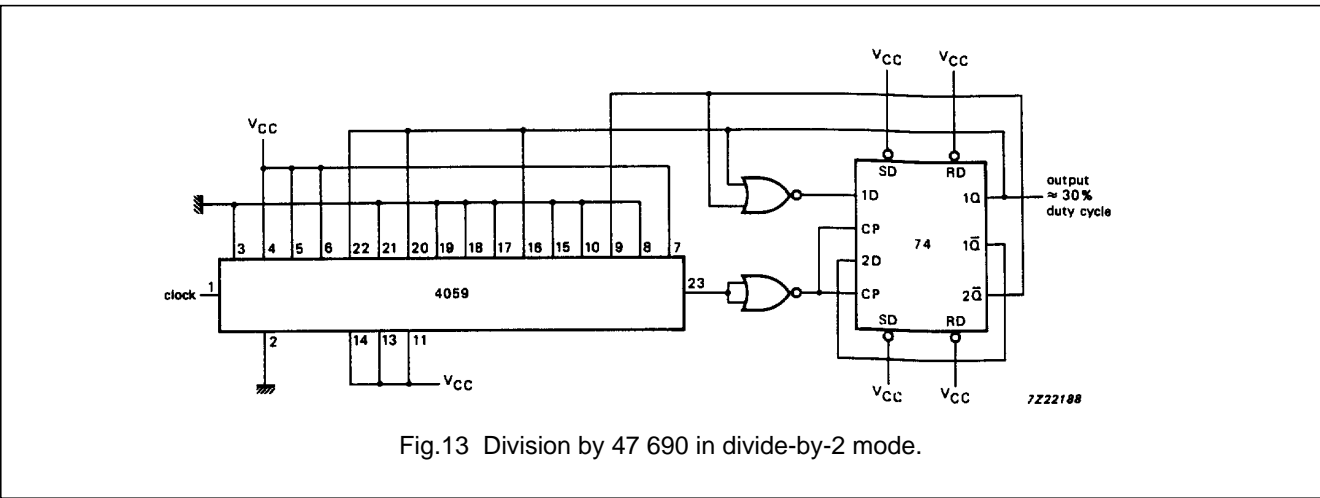 VCC VCC
VCC
SD RD
1D 1Q output
≈ 30%
duty cycle
CP 74 1Q̅
2D
CP 2Q̅
SD RD
VCC VCC
3 4 5 6 22 21 20 19 18 17 16 15 10 9 8 7
clock 1 4059 23
2 14 13 11
VCC
7Z22188
Fig.13 Division by 47 690 in divide-by-2 mode.